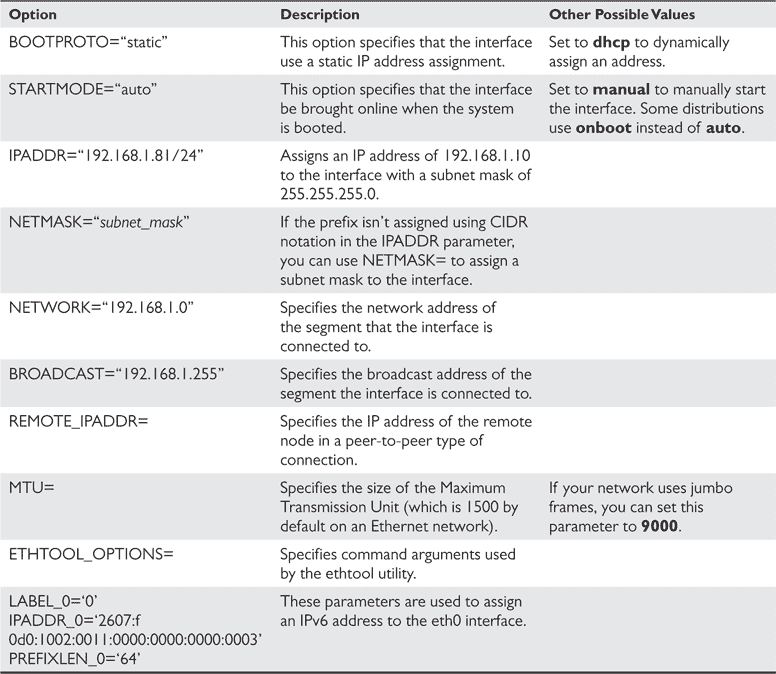 Option Description Other Possible Values
BOOTPROTO=“static” This option specifies that the interface Set to dhcp to dynamically
use a static IP address assignment. assign an address.
STARTMODE=“auto” This option specifies that the interface Set to manual to manually start
be brought online when the system the interface. Some distributions
is booted. use onboot instead of auto.
IPADDR=“192.168.1.81/24” Assigns an IP address of 192.168.1.10
to the interface with a subnet mask of
255.255.255.0.
NETMASK=“subnet_mask” If the prefix isn’t assigned using CIDR
notation in the IPADDR parameter,
you can use NETMASK= to assign a
subnet mask to the interface.
NETWORK=“192.168.1.0” Specifies the network address of
the segment that the interface is
connected to.
BROADCAST=“192.168.1.255” Specifies the broadcast address of the
segment the interface is connected to.
REMOTE_IPADDR= Specifies the IP address of the remote
node in a peer-to-peer type of
connection.
MTU= Specifies the size of the Maximum If your network uses jumbo
Transmission Unit (which is 1500 by frames, you can set this
default on an Ethernet network). parameter to 9000.
ETHTOOL_OPTIONS= Specifies command arguments used
by the ethtool utility.
LABEL_0=‘0’ These parameters are used to assign
IPADDR_0=‘2607:f an IPv6 address to the eth0 interface.
0d0:1002:0011:0000:0000:0000:0003’
PREFIXLEN_0=‘64’